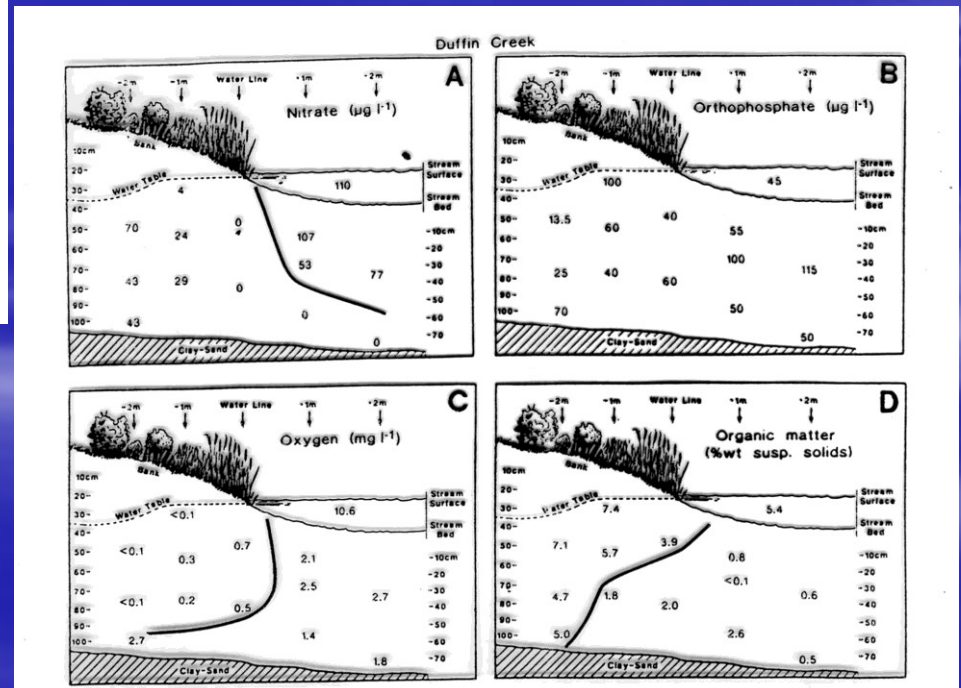 Duffin Creek
A
-2m -1m Water Line +1m +2m
Nitrate (µg l-1)
Bank
10cm
20-
30-
40-
50-
60-
70-
80-
90-
100-
Water Table
Stream Surface
Stream Bed
-10cm
-20
-30
-40
-50
-60
-70
4 110
70 24 0 107
4
53
43 29 0 77
0
43
0
Clay-Sand
B
-2m -1m Water Line +1m +2m
Orthophosphate (µg l-1)
Bank
10cm
20-
30-
40-
50-
60-
70-
80-
90-
100-
Water Table
Stream Surface
Stream Bed
-10cm
-20
-30
-40
-50
-60
-70
100 45
13.5 60 40 55
100
25 40 60 115
70 50
50
Clay-Sand
C
-2m -1m Water Line +1m +2m
Oxygen (mg l-1)
Bank
10cm
20-
30-
40-
50-
60-
70-
80-
90-
100-
Water Table
Stream Surface
Stream Bed
-10cm
-20
-30
-40
-50
-60
-70
<0.1 10.6
<0.1 0.3 0.7 2.1
2.5
<0.1 0.2 0.5 2.7
2.7 1.4
1.8
Clay-Sand
D
-2m -1m Water Line +1m +2m
Organic matter
(%wt susp. solids)
Bank
10cm
20-
30-
40-
50-
60-
70-
80-
90-
100-
Water Table
Stream Surface
Stream Bed
-10cm
-20
-30
-40
-50
-60
-70
7.4 5.4
7.1 5.7 3.9 0.8
<0.1
4.7 1.8 2.0 0.6
5.0 2.6
0.5
Clay-Sand